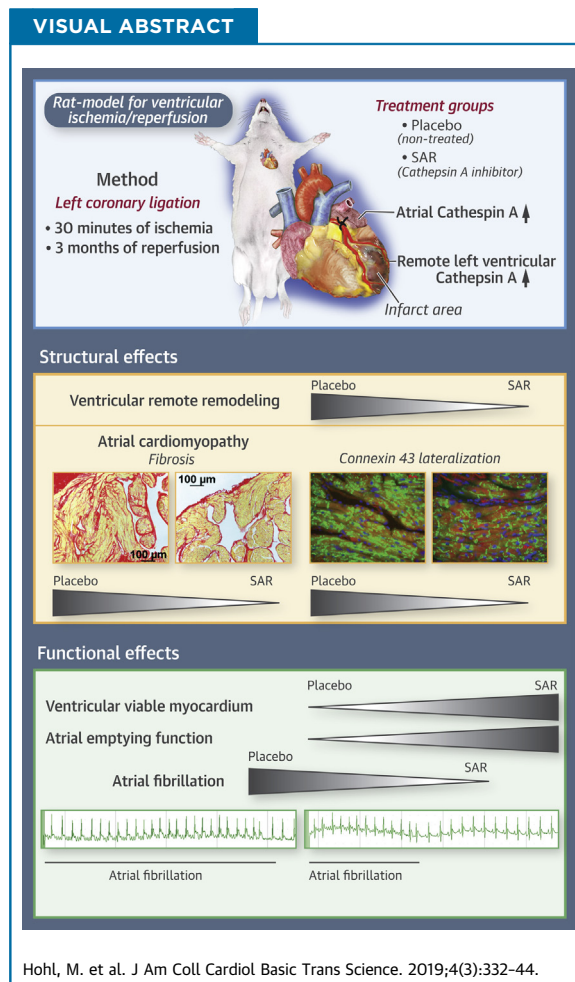 VISUAL ABSTRACT
Rat-model for ventricular
ischemia/reperfusion
Method
Left coronary ligation
• 30 minutes of ischemia
• 3 months of reperfusion
Treatment groups
• Placebo
(non-treated)
• SAR
(Cathepsin A inhibitor)
Atrial Cathespin A
Remote left ventricular
Cathepsin A
Infarct area
Structural effects
Placebo SAR
Ventricular remote remodeling
Atrial cardiomyopathy
Fibrosis
Connexin 43 lateralization
100 µm
100 µm
Placebo SAR
Placebo SAR
Functional effects
Placebo SAR
Ventricular viable myocardium
Atrial emptying function
Placebo SAR
Atrial fibrillation
Atrial fibrillation
Atrial fibrillation
Hohl, M. et al. J Am Coll Cardiol Basic Trans Science. 2019;4(3):332–44.